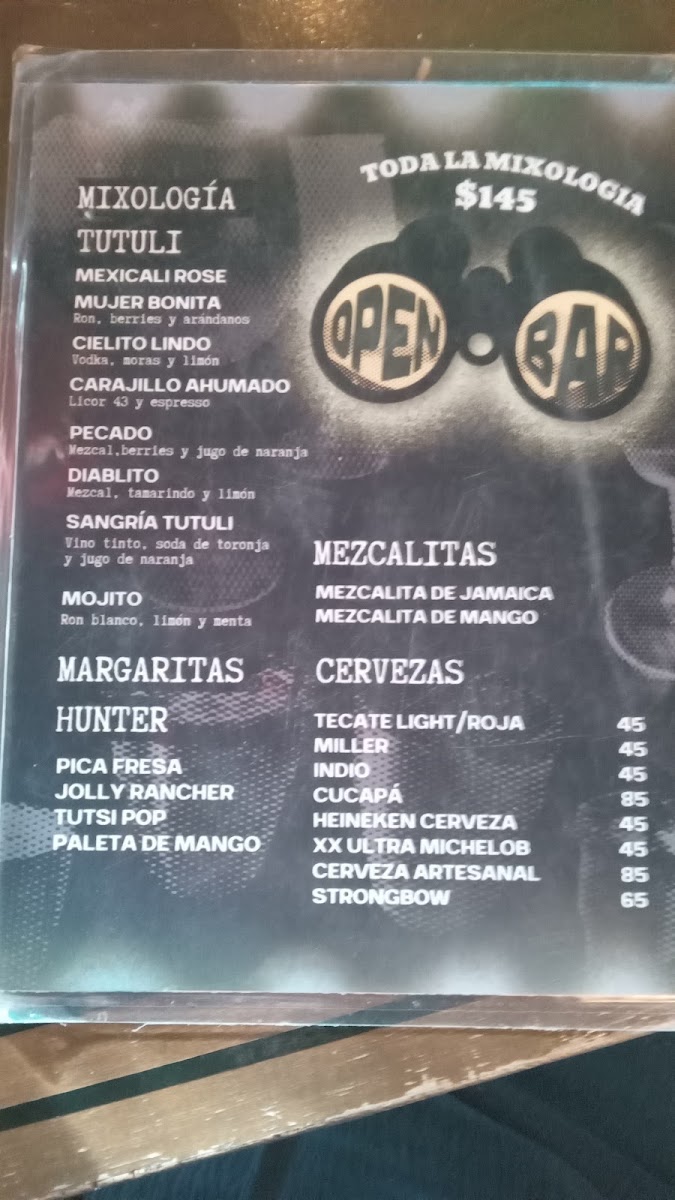 MIXOLOGÍA
TUTULI
MEXICALI ROSE
MUJER BONITA
Ron, berries y arándanos
CIELITO LINDO
Vodka, moras y limón
CARAJILLO AHUMADO
Licor 43 y espresso
PECADO
Mezcal,berries y jugo de naranja
DIABLITO
Mezcal, tamarindo y limón
SANGRÍA TUTULI
Vino tinto, soda de toronja
y jugo de naranja
MOJITO
Ron blanco, limón y menta
MARGARITAS
HUNTER
PICA FRESA
JOLLY RANCHER
TUTSI POP
PALETA DE MANGO
TODA LA MIXOLOGIA
$145
OPEN BAR
MEZCALITAS
MEZCALITA DE JAMAICA
MEZCALITA DE MANGO
CERVEZAS
TECATE LIGHT/ROJA 45
MILLER 45
INDIO 45
CUCAPÁ 85
HEINEKEN CERVEZA 45
XX ULTRA MICHELOB 45
CERVEZA ARTESANAL 85
STRONGBOW 65